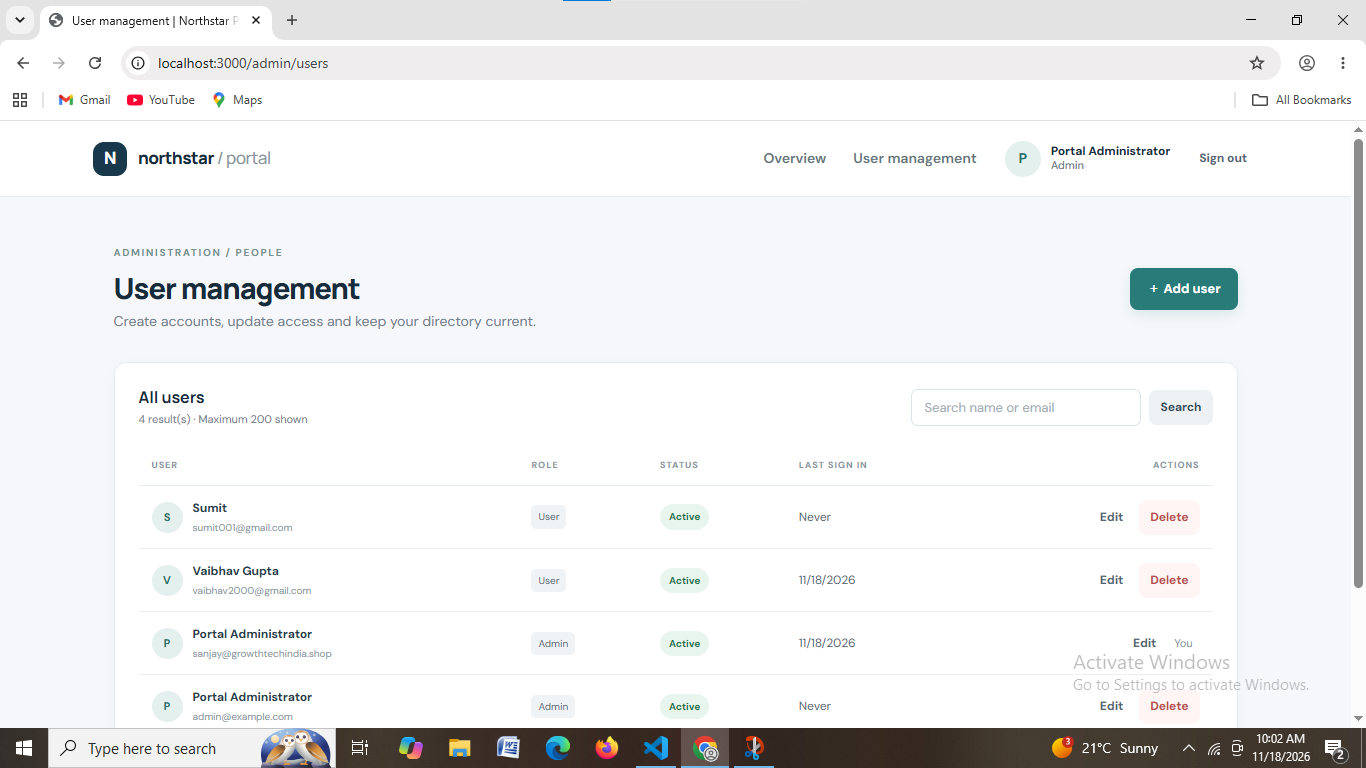 User management | Northstar P
localhost:3000/admin/users
Gmail YouTube Maps All Bookmarks
N northstar / portal Overview User management P Portal Administrator Admin Sign out
ADMINISTRATION / PEOPLE
User management
+ Add user
Create accounts, update access and keep your directory current.
All users
4 result(s) · Maximum 200 shown
Search name or email Search
USER ROLE STATUS LAST SIGN IN ACTIONS
S Sumit User Active Never Edit Delete
sumit001@gmail.com
V Vaibhav Gupta User Active 11/18/2026 Edit Delete
vaibhav2000@gmail.com
P Portal Administrator Admin Active 11/18/2026 Edit You
sanjay@growthtechindia.shop
Activate Windows
Go to Settings to activate Windows.
P Portal Administrator Admin Active Never Edit Delete
admin@example.com
Type here to search 3 21°C Sunny 10:02 AM
11/18/2026 2